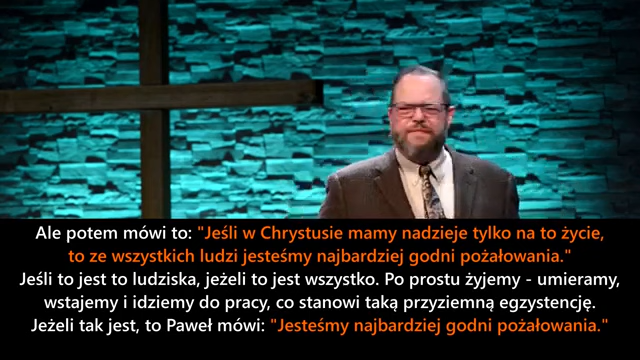 Ale potem mówi to: "Jeśli w Chrystusie mamy nadzieje tylko na to życie,
to ze wszystkich ludzi jesteśmy najbardziej godni pożałowania."
Jeśli to jest to ludziska, jeżeli to jest wszystko. Po prostu żyjemy - umieramy,
wstajemy i idziemy do pracy, co stanowi taką przyziemną egzystencję.
Jeżeli tak jest, to Paweł mówi: "Jesteśmy najbardziej godni pożałowania."